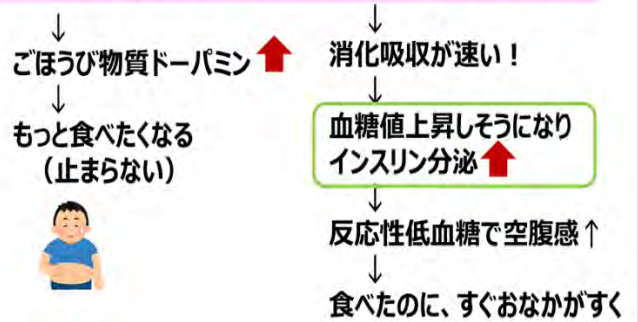 ↓
ごほうび物質ドーパミン
↓
もっと食べたくなる
（止まらない）
↓
消化吸収が速い！
↓
血糖値上昇しそうになり
インスリン分泌
↓
反応性低血糖で空腹感↑
↓
食べたのに、すぐおなかがすく